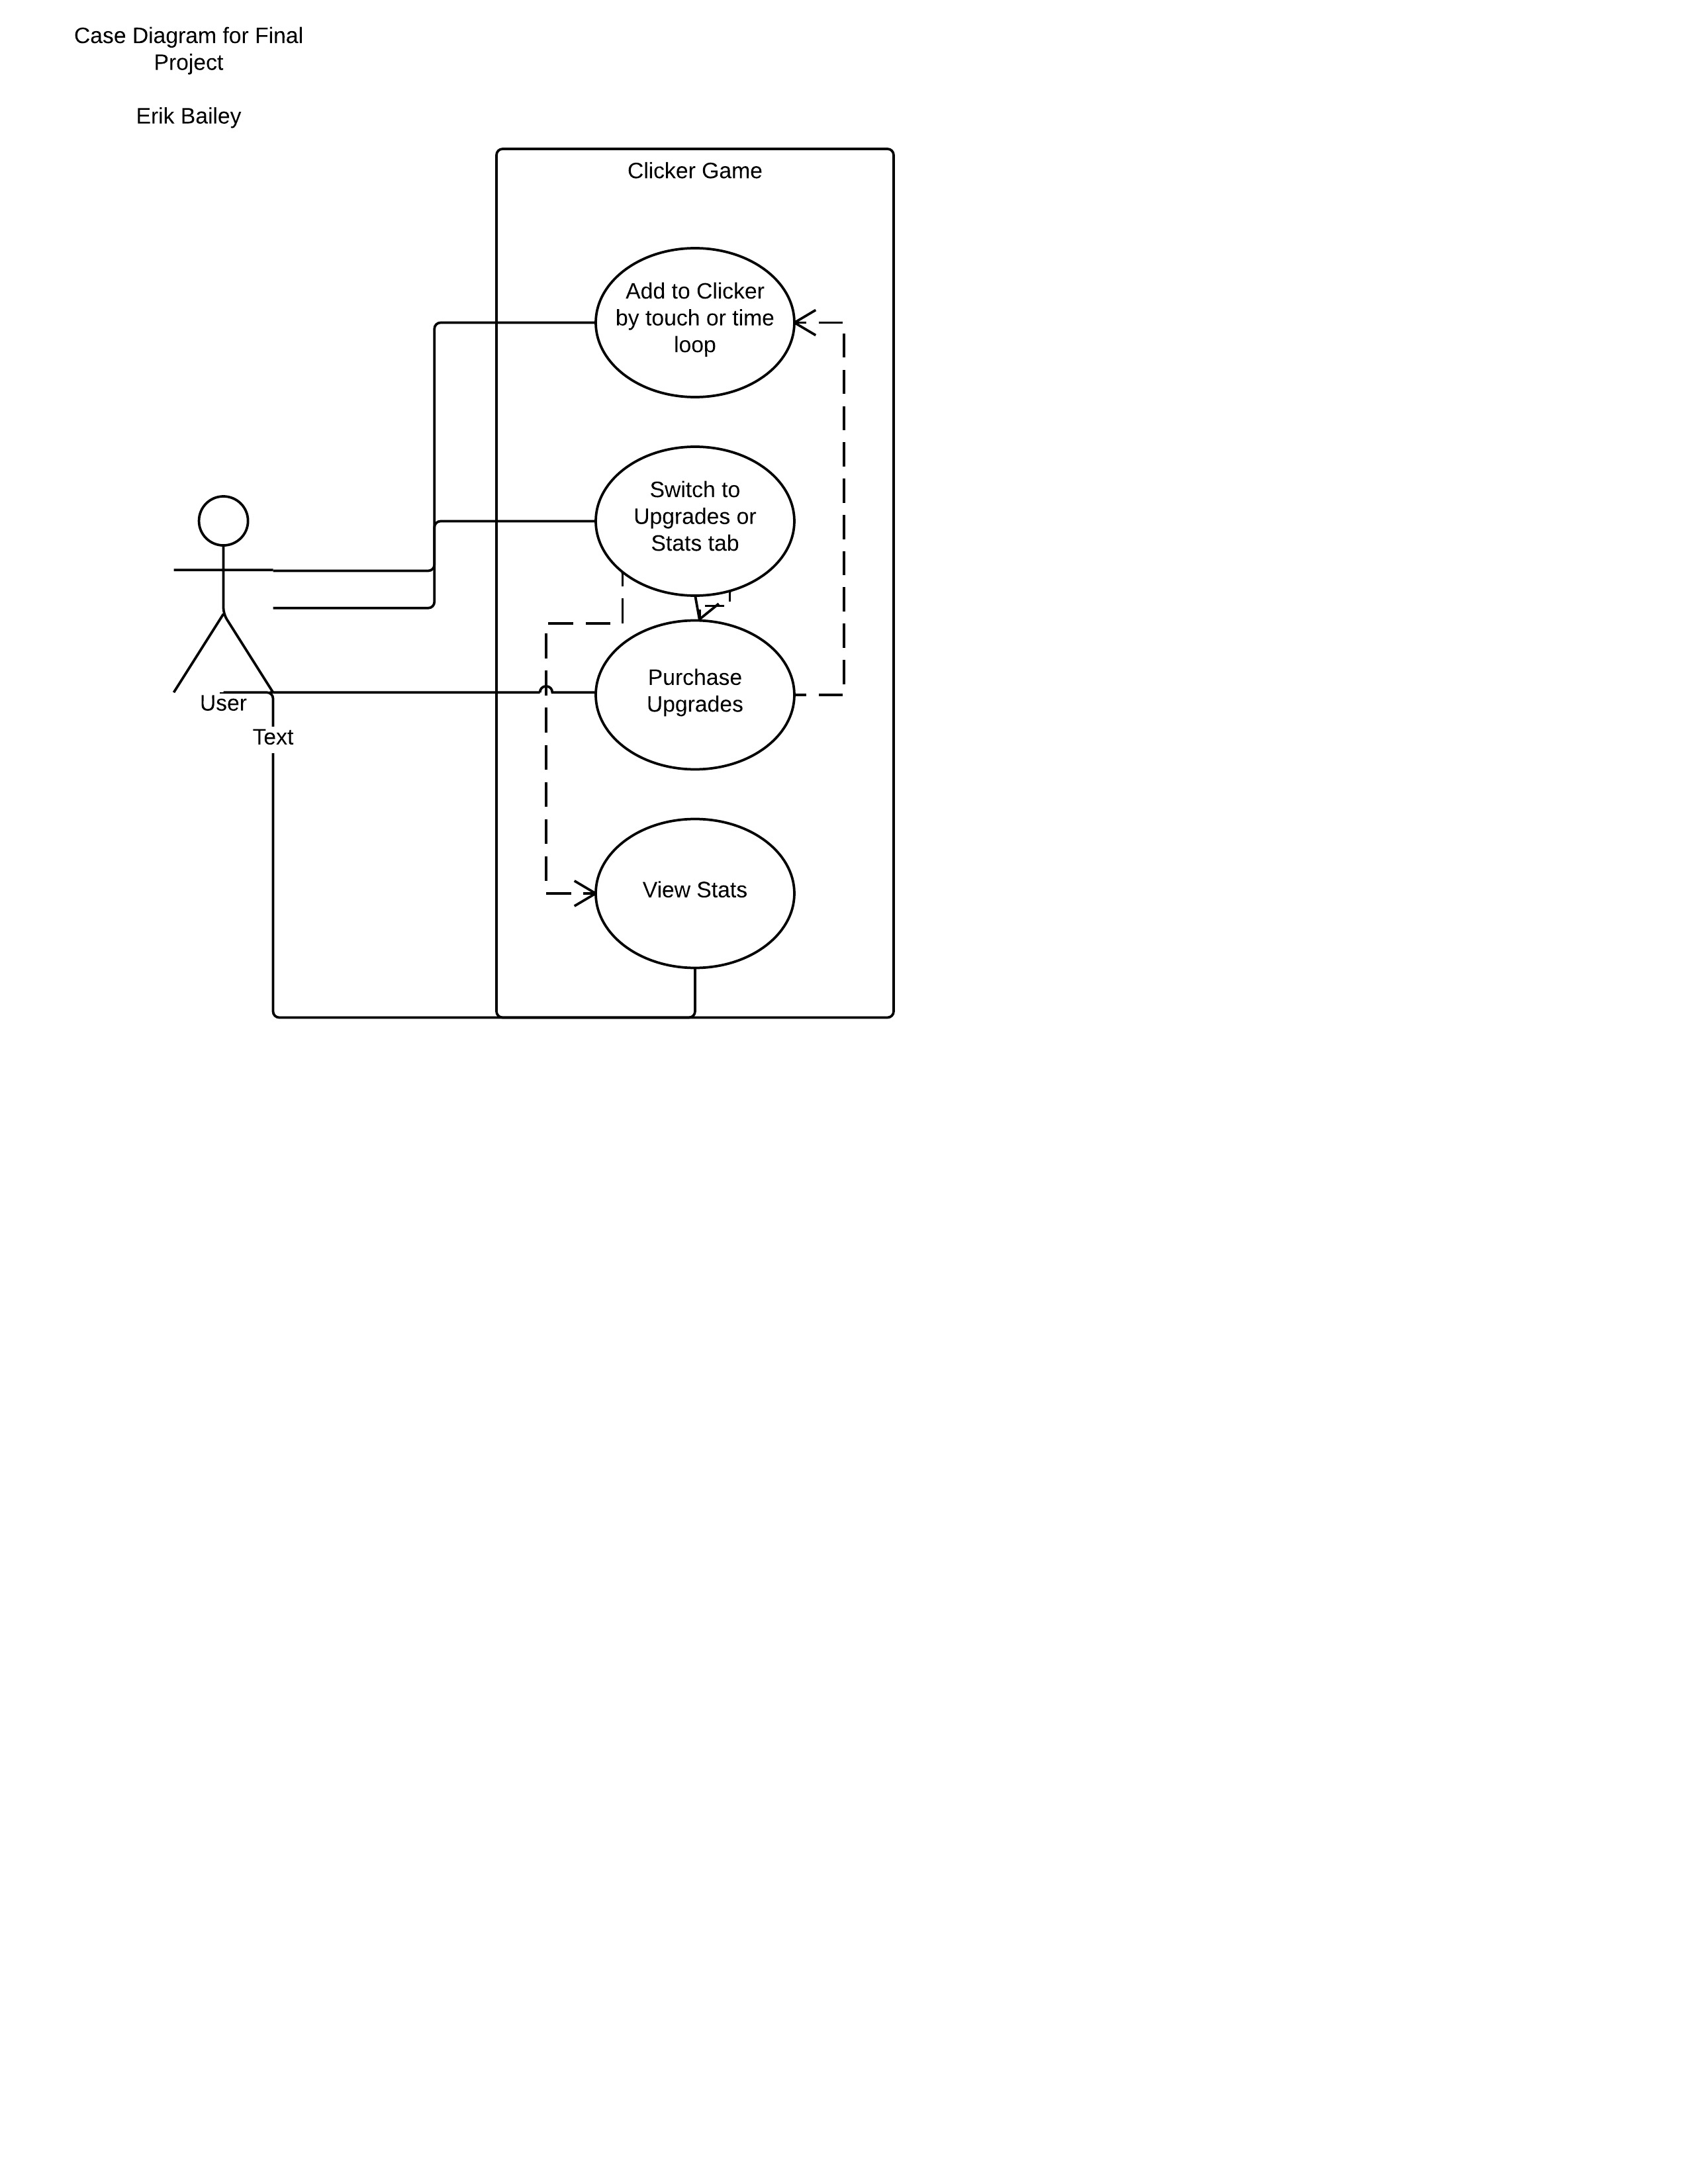 Case Diagram for Final
Project
Erik Bailey
Clicker Game
Add to Clicker
by touch or time
loop
Switch to
Upgrades or
Stats tab
Purchase
Upgrades
User
Text
View Stats